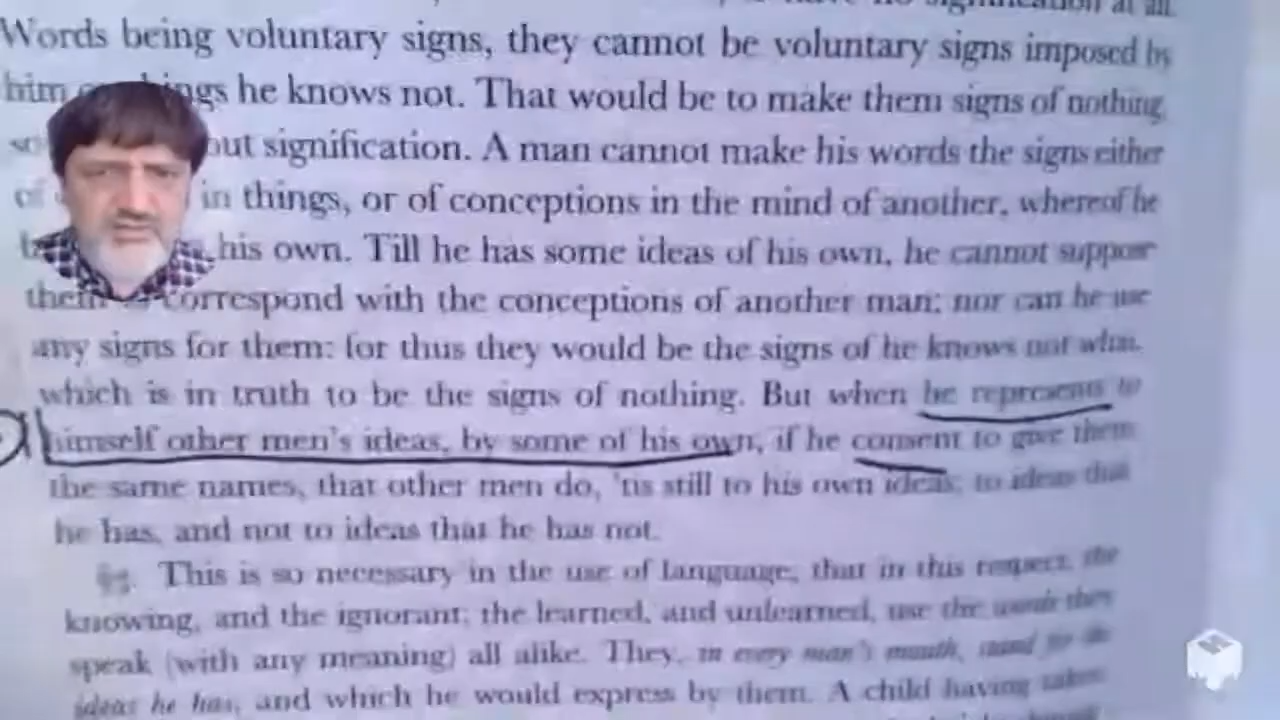 signification at all
Words being voluntary signs, they cannot be voluntary signs imposed by
him he knows not. That would be to make them signs of nothing,
signification. A man cannot make his words the signs either
of in things, or of conceptions in the mind of another, whereof he
his own. Till he has some ideas of his own, he cannot suppose
them correspond with the conceptions of another man; nor can he use
any signs for them: for thus they would be the signs of he knows not what,
which is in truth to be the signs of nothing. But when he represents to
himself other men's ideas, by some of his own, if he consent to give them
the same names, that other men do, 'tis still to his own ideas; to ideas that
he has, and not to ideas that he has not.
This is so necessary in the use of language, that in this respect, the
knowing, and the ignorant; the learned, and unlearned, use the words they
speak (with any meaning) all alike. They, in every man's mouth, stand for the
ideas he has, and which he would express by them. A child having taken